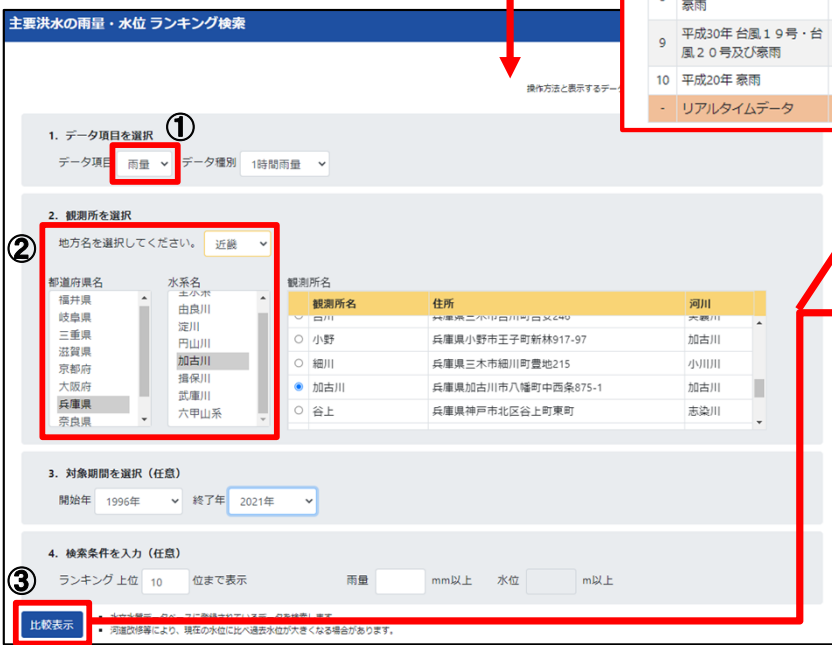 主要洪水の雨量・水位 ランキング検索
豪雨
9 平成30年 台風19号・台
風20号及び豪雨
10 平成20年 豪雨
- リアルタイムデータ
操作方法と表示するデー
1. データ項目を選択 ①
データ項目 雨量 データ種別 1時間雨量
2. 観測所を選択
② 地方名を選択してください。 近畿
都道府県名 水系名 観測所名
福井県
岐阜県
三重県
滋賀県
京都府
大阪府
兵庫県
奈良県
由良川
淀川
円山川
加古川
揖保川
武庫川
六甲山系
観測所名 住所 河川
小野 兵庫県小野市王子町新林917-97 加古川
細川 兵庫県三木市細川町豊地215 小川川
加古川 兵庫県加古川市八幡町中西条875-1 加古川
谷上 兵庫県神戸市北区谷上町東町 志染川
3. 対象期間を選択（任意）
開始年 1996年 終了年 2021年
4. 検索条件を入力（任意）
③ ランキング 上位 10 位まで表示 雨量 mm以上 水位 m以上
比較表示
• 河道改修等により、現在の水位に比べ過去水位が大きくなる場合があります。